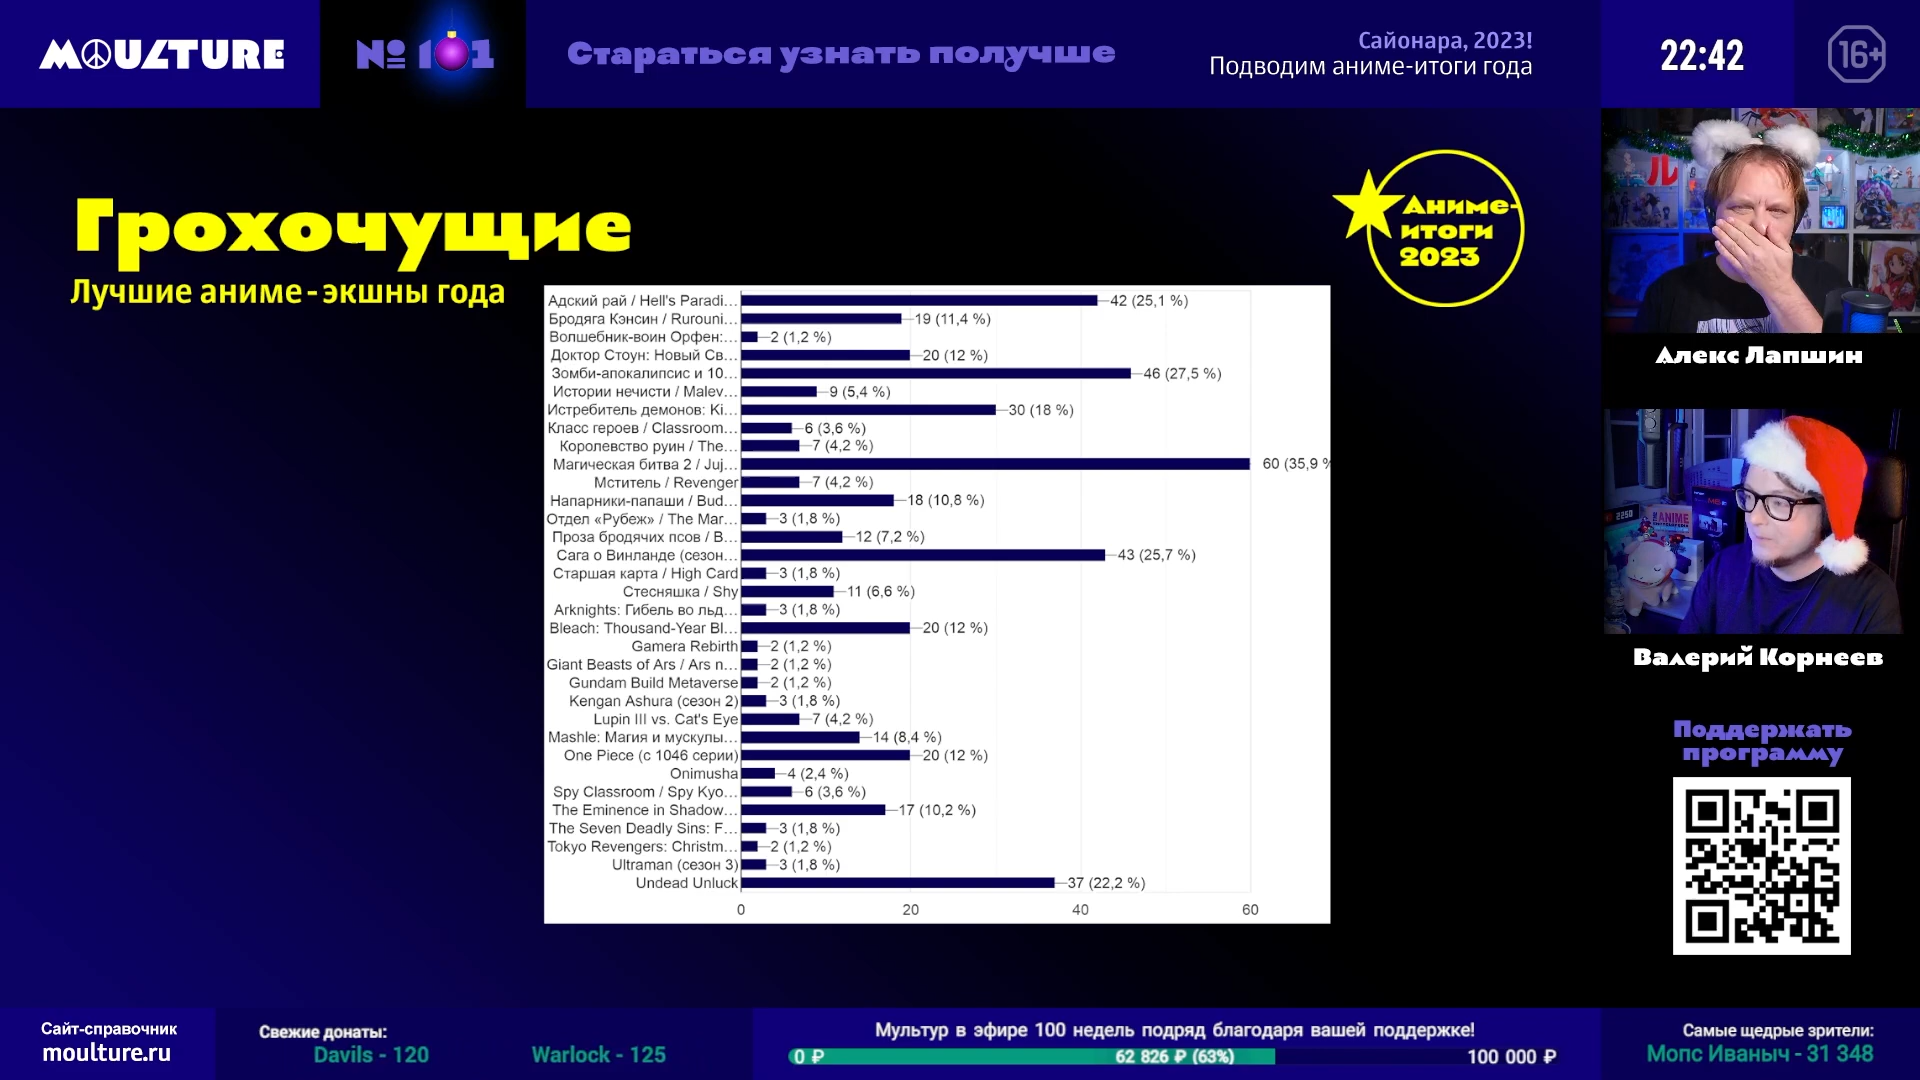 MOULTURE
№ 101
Стараться узнать получше
Сайонара, 2023!
Подводим аниме-итоги года
22:42
16+
Грохочущие
Лучшие аниме-экшны года
Аниме-
итоги
2023
Адский рай / Hell's Paradi… 42 (25,1 %)
Бродяга Кэнсин / Rurouni… 19 (11,4 %)
Волшебник-воин Орфен:… 2 (1,2 %)
Доктор Стоун: Новый Св… 20 (12 %)
Зомби-апокалипсис и 10… 46 (27,5 %)
Истории нечисти / Malev… 9 (5,4 %)
Истребитель демонов: Ki… 30 (18 %)
Класс героев / Classroom… 6 (3,6 %)
Королевство руин / The… 7 (4,2 %)
Магическая битва 2 / Juj… 60 (35,9 %
Мститель / Revenger 7 (4,2 %)
Напарники-папаши / Bud… 18 (10,8 %)
Отдел «Рубеж» / The Mar… 3 (1,8 %)
Проза бродячих псов / B… 12 (7,2 %)
Сага о Винланде (сезон… 43 (25,7 %)
Старшая карта / High Card 3 (1,8 %)
Стесняшка / Shy 11 (6,6 %)
Arknights: Гибель во льд… 3 (1,8 %)
Bleach: Thousand-Year Bl… 20 (12 %)
Gamera Rebirth 2 (1,2 %)
Giant Beasts of Ars / Ars n… 2 (1,2 %)
Gundam Build Metaverse 2 (1,2 %)
Kengan Ashura (сезон 2) 3 (1,8 %)
Lupin III vs. Cat's Eye 7 (4,2 %)
Mashle: Магия и мускулы… 14 (8,4 %)
One Piece (с 1046 серии) 20 (12 %)
Onimusha 4 (2,4 %)
Spy Classroom / Spy Kyo… 6 (3,6 %)
The Eminence in Shadow… 17 (10,2 %)
The Seven Deadly Sins: F… 3 (1,8 %)
Tokyo Revengers: Christm… 2 (1,2 %)
Ultraman (сезон 3) 3 (1,8 %)
Undead Unluck 37 (22,2 %)
0 20 40 60
Алекс Лапшин
ANIME
Валерий Корнеев
Поддержать
программу
Сайт-справочник
moulture.ru
Свежие донаты:
Davils - 120 Warlock - 125
Мультур в эфире 100 недель подряд благодаря вашей поддержке!
0 ₽ 62 826 ₽ (63%) 100 000 ₽
Самые щедрые зрители:
Мопс Иваныч - 31 348